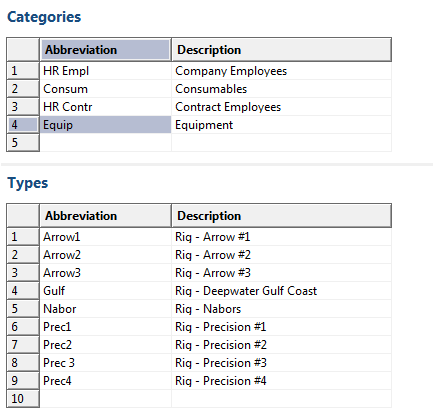 Categories
Abbreviation Description
1 HR Empl Company Employees
2 Consum Consumables
3 HR Contr Contract Employees
4 Equip Equipment
5
Types
Abbreviation Description
1 Arrow1 Rig - Arrow #1
2 Arrow2 Rig - Arrow #2
3 Arrow3 Rig - Arrow #3
4 Gulf Rig - Deepwater Gulf Coast
5 Nabor Rig - Nabors
6 Prec1 Rig - Precision #1
7 Prec2 Rig - Precision #2
8 Prec 3 Rig - Precision #3
9 Prec4 Rig - Precision #4
10